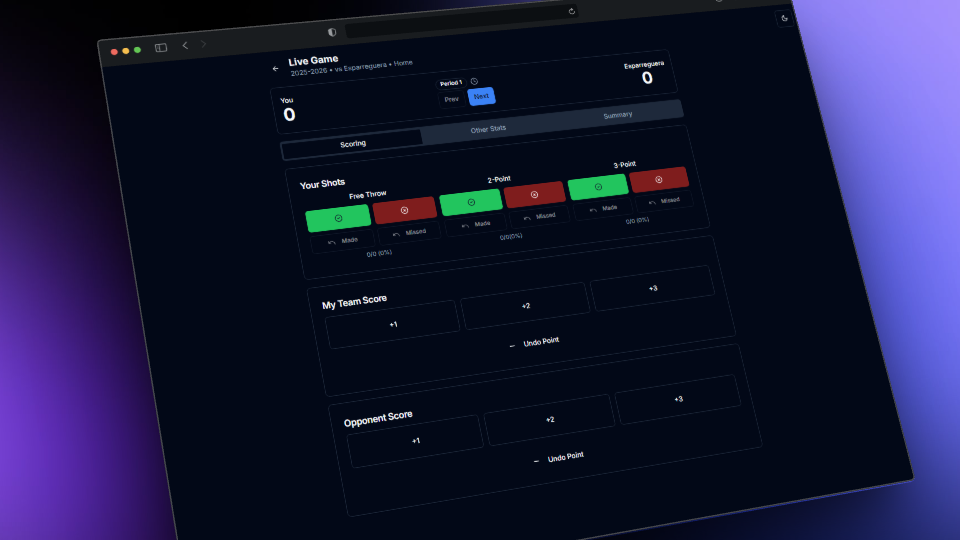 Live Game
2025-2026 • vs Esparreguera • Home
You
0
Period 1
Prev
Next
Esparreguera
0
Scoring
Other Stats
Summary
Your Shots
Free Throw
2-Point
3-Point
Made
Missed
Made
Missed
Made
Missed
0/0 (0%)
0/0(0%)
0/0 (0%)
My Team Score
+1
+2
+3
Undo Point
Opponent Score
+1
+2
+3
Undo Point